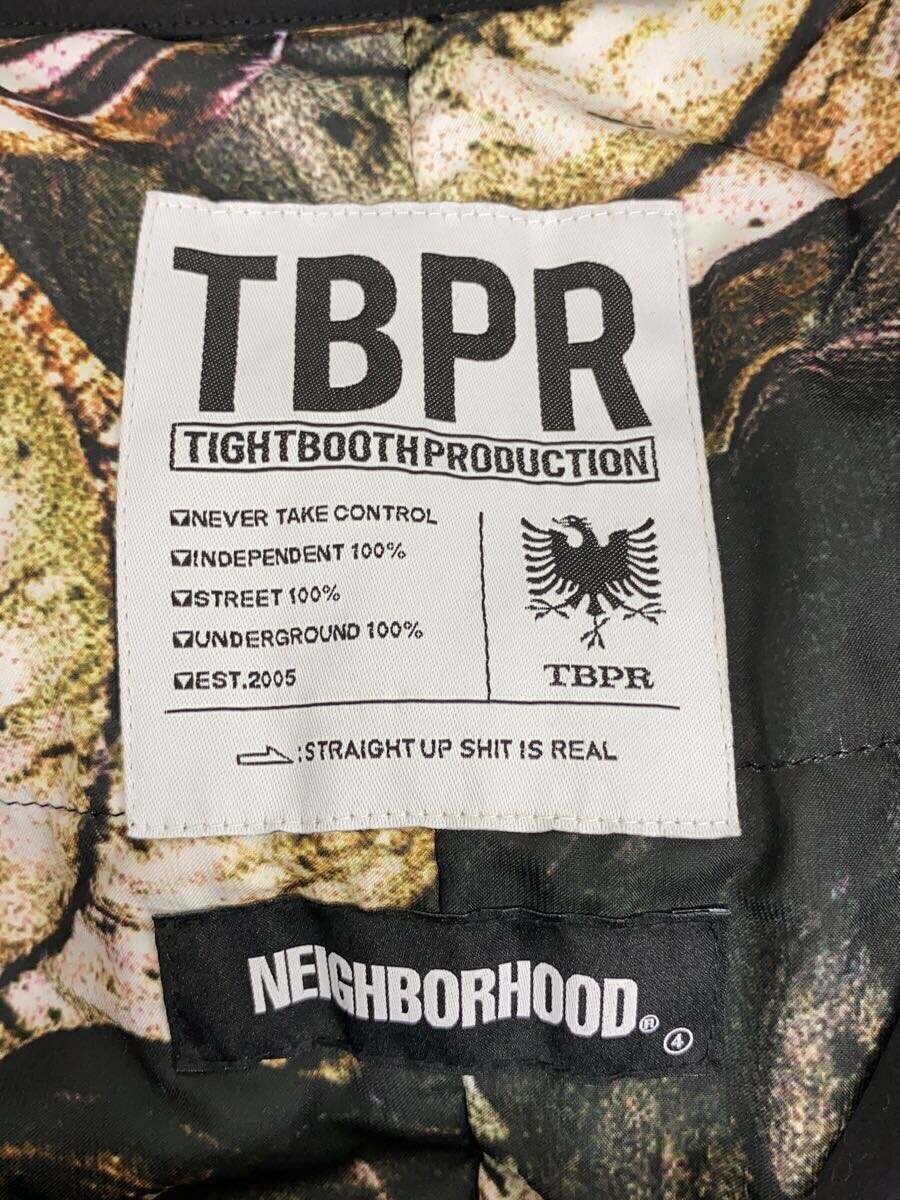 TBPR
TIGHTBOOTHPRODUCTION
NEVER TAKE CONTROL
INDEPENDENT 100%
STREET 100%
UNDERGROUND 100%
EST.2005
TBPR
:STRAIGHT UP SHIT IS REAL
NEIGHBORHOOD®
4